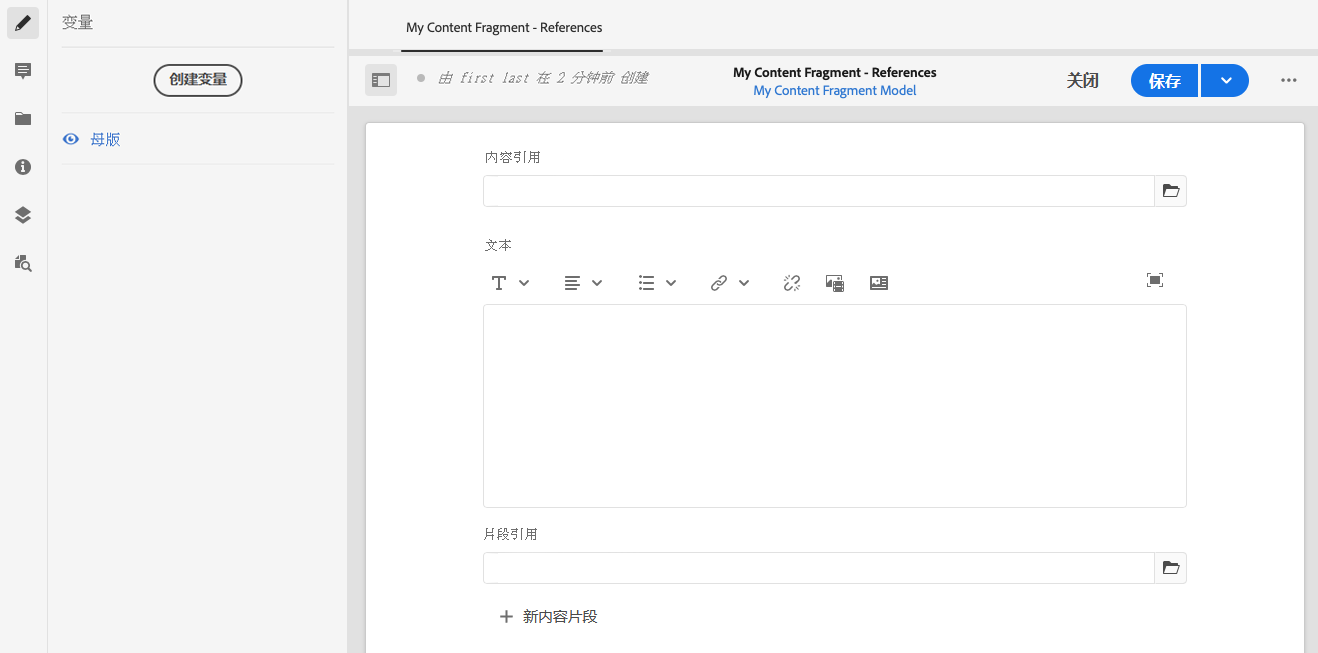 变量
创建变量
母版
My Content Fragment - References
由 first last 在 2 分钟前 创建
My Content Fragment - References
My Content Fragment Model
关闭
保存
内容引用
文本
片段引用
新内容片段